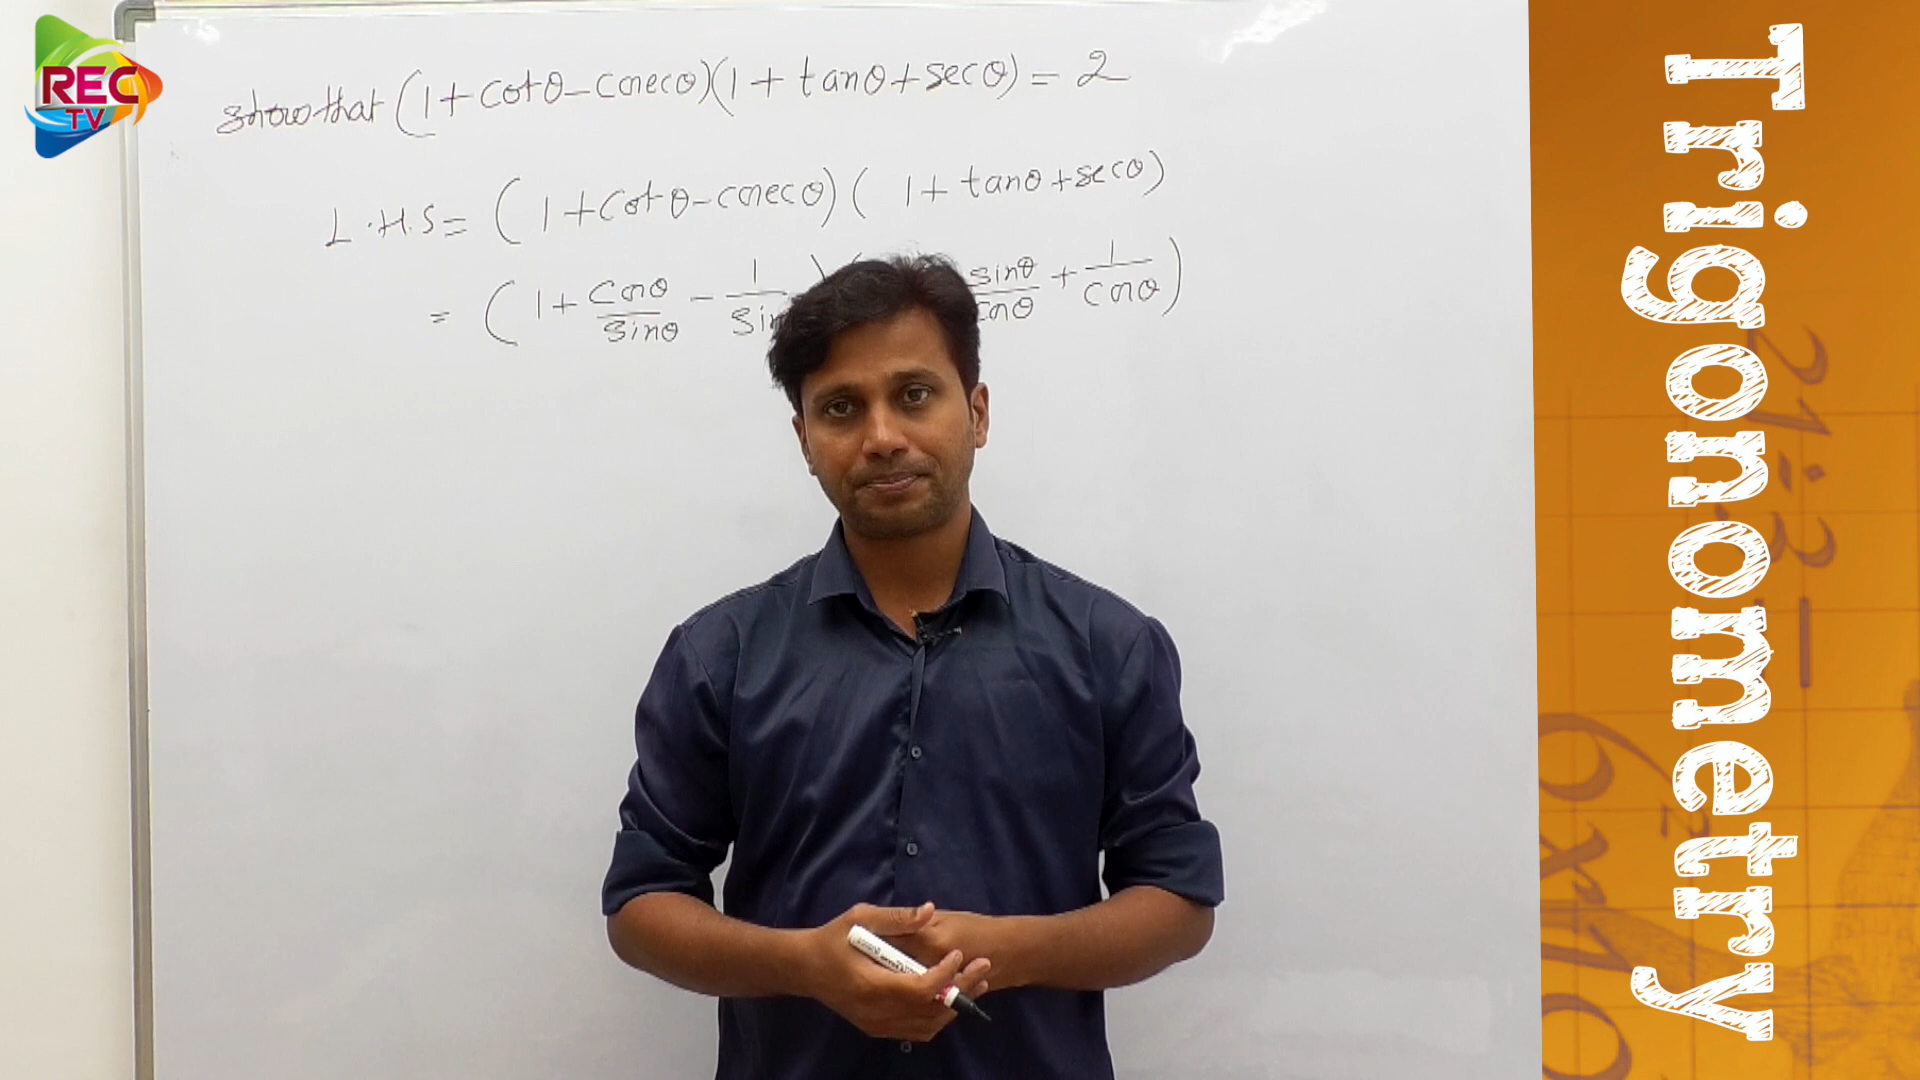 REC
TV
show that (1+cotθ-cosecθ)(1+tanθ+secθ)=2
L.H.S= (1+cotθ-cosecθ)( 1+tanθ+secθ)
= (1+cosθ/sinθ - 1/sin )( sinθ/cosθ + 1/cosθ)
Trigonometry